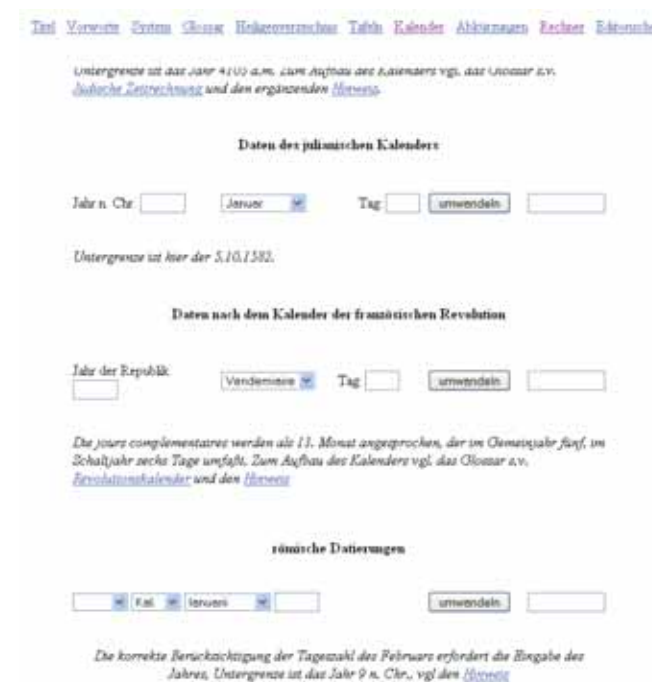 Titel Vorworte System Glossar Heiligenverzeichnis Tafeln Kalender Abkürzungen Rechner Editorische
Untergrenze ist das Jahr 4105 a.m. Zum Aufbau des Kalenders vgl. das Glossar s.v.
Jüdische Zeitrechnung und den ergänzenden Hinweis.
Daten des julianischen Kalenders
Jahr n. Chr. Januar Tag umwandeln
Untergrenze ist hier der 5.10.1582.
Daten nach dem Kalender der französischen Revolution
Jahr der Republik
Vendemiaire Tag umwandeln
Die jours complementaires werden als 13. Monat angesprochen, der im Gemeinjahr fünf, im
Schaltjahr sechs Tage umfaßt. Zum Aufbau des Kalenders vgl. das Glossar s.v.
Revolutionskalender und den Hinweis
römische Datierungen
Kal. Ianuarii umwandeln
Die korrekte Berücksichtigung der Tageszahl des Februars erfordert die Eingabe des
Jahres, Untergrenze ist das Jahr 9 n. Chr., vgl den Hinweis